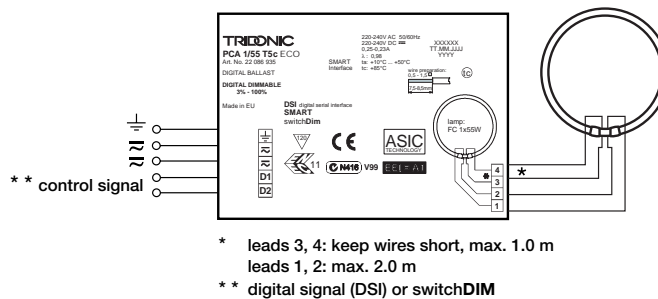 TRIDONIC
PCA 1/55 T5c ECO
Art. No. 22 086 935
DIGITAL BALLAST
DIGITAL DIMMABLE
3% - 100%
Made in EU
DSI digital serial interface
SMART
switchDim
SMART
Interface
220-240V AC 50/60Hz
220-240V DC
0,25-0,23A
λ : 0,98
ta: +10°C ... +50°C
tc: +85°C
XXXXXX
TT.MM.JJJJ
YYYY
wire preparation:
0,5 - 1,5
7,5-8,5mm
IC
lamp:
FC 1x55W
120
11
N416 V99
ASIC
TECHNOLOGY
EEI = A1
D1
D2
4
3
2
1
*
*
* * control signal
* leads 3, 4: keep wires short, max. 1.0 m
leads 1, 2: max. 2.0 m
* * digital signal (DSI) or switchDIM